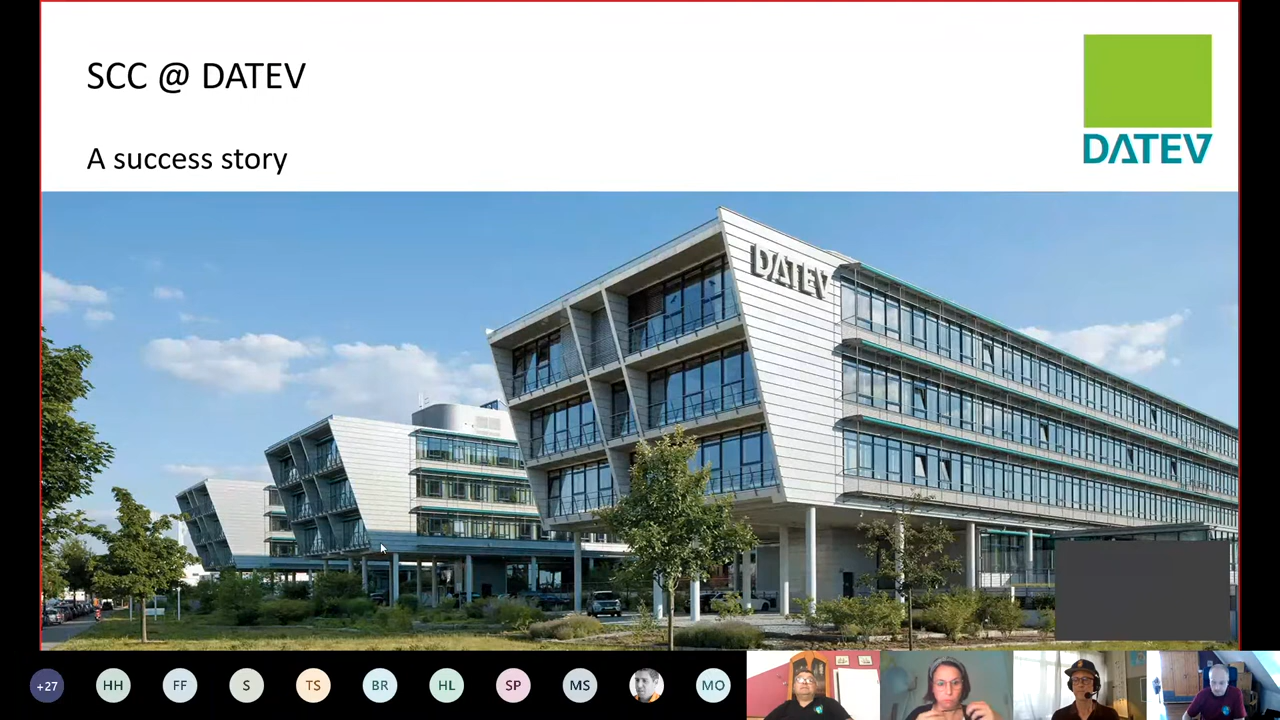 SCC @ DATEV
A success story
DATEV
DATEV
+27
HH
FF
S
TS
BR
HL
SP
MS
MO